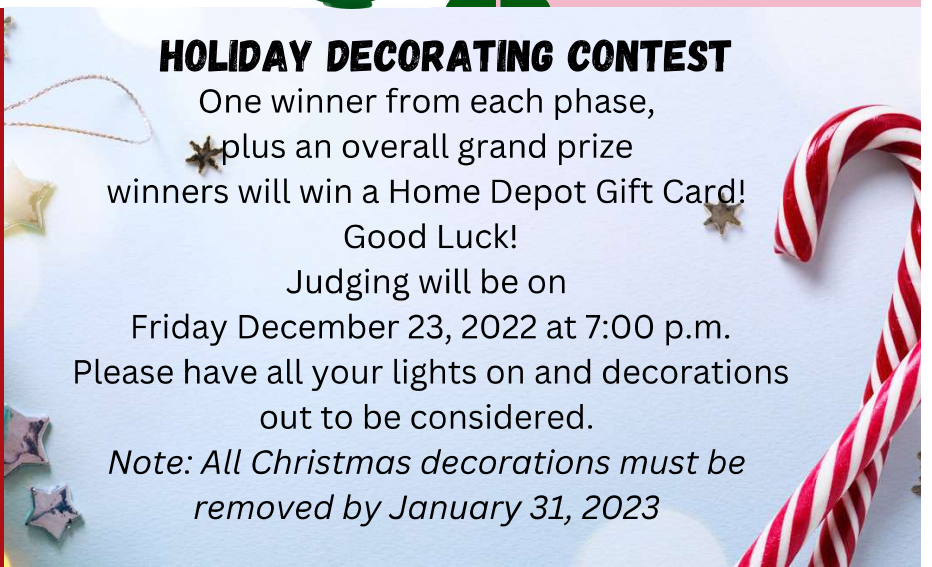 HOLIDAY DECORATING CONTEST
One winner from each phase,
plus an overall grand prize
winners will win a Home Depot Gift Card!
Good Luck!
Judging will be on
Friday December 23, 2022 at 7:00 p.m.
Please have all your lights on and decorations
out to be considered.
Note: All Christmas decorations must be
removed by January 31, 2023